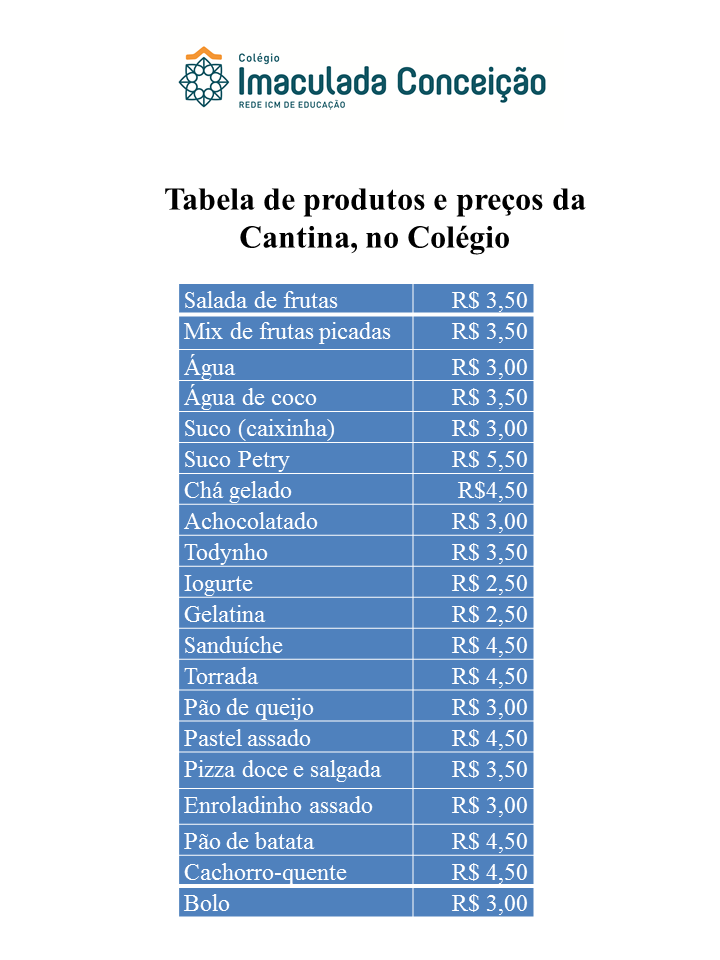 Colégio
Imaculada Conceição
REDE ICM DE EDUCAÇÃO
Tabela de produtos e preços da
Cantina, no Colégio
Salada de frutas R$ 3,50
Mix de frutas picadas R$ 3,50
Água R$ 3,00
Água de coco R$ 3,50
Suco (caixinha) R$ 3,00
Suco Petry R$ 5,50
Chá gelado R$4,50
Achocolatado R$ 3,00
Todynho R$ 3,50
Iogurte R$ 2,50
Gelatina R$ 2,50
Sanduíche R$ 4,50
Torrada R$ 4,50
Pão de queijo R$ 3,00
Pastel assado R$ 4,50
Pizza doce e salgada R$ 3,50
Enroladinho assado R$ 3,00
Pão de batata R$ 4,50
Cachorro-quente R$ 4,50
Bolo R$ 3,00